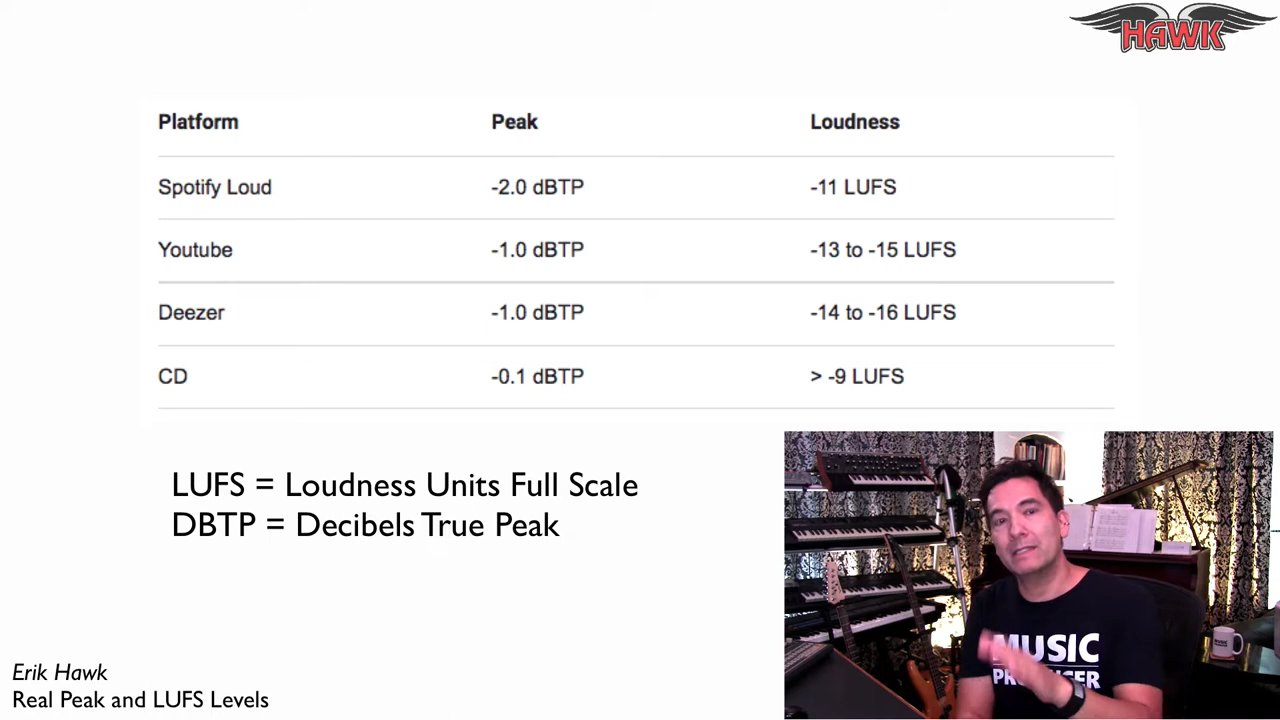 HAWK
Platform Peak Loudness
Spotify Loud -2.0 dBTP -11 LUFS
Youtube -1.0 dBTP -13 to -15 LUFS
Deezer -1.0 dBTP -14 to -16 LUFS
CD -0.1 dBTP > -9 LUFS
LUFS = Loudness Units Full Scale
DBTP = Decibels True Peak
MUSIC
PRODUCER
Erik Hawk
Real Peak and LUFS Levels